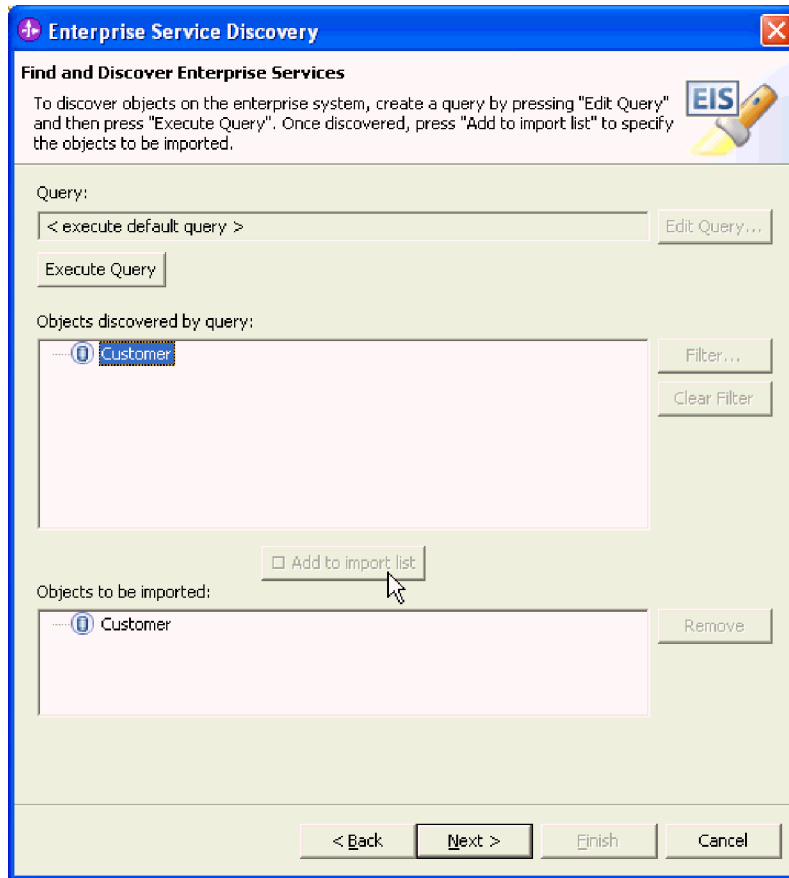 Enterprise Service Discovery
Find and Discover Enterprise Services
To discover objects on the enterprise system, create a query by pressing "Edit Query"
and then press "Execute Query". Once discovered, press "Add to import list" to specify
the objects to be imported.
EIS
Query:
< execute default query >
Edit Query...
Execute Query
Objects discovered by query:
Customer
Filter...
Clear Filter
Add to import list
Objects to be imported:
Customer
Remove
< Back
Next >
Finish
Cancel